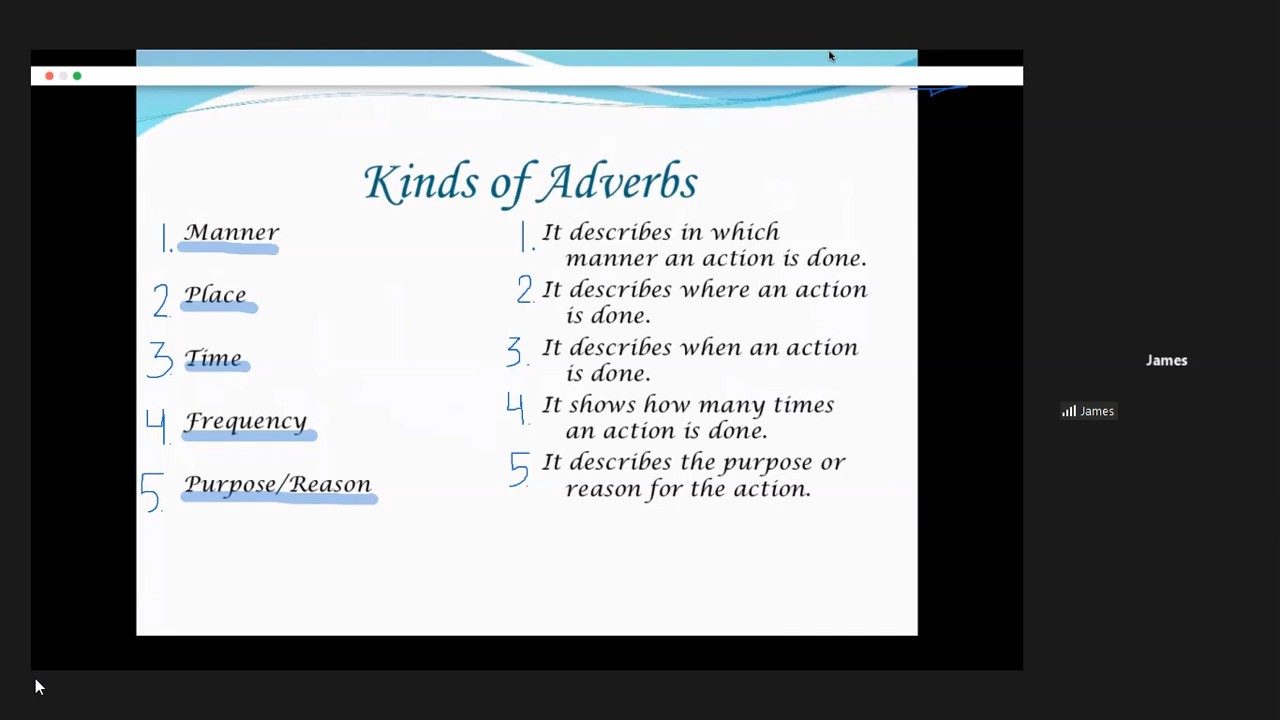 Kinds of Adverbs
1. Manner
2. Place
3. Time
4. Frequency
5. Purpose/Reason
1. It describes in which
manner an action is done.
2. It describes where an action
is done.
3. It describes when an action
is done.
4. It shows how many times
an action is done.
5. It describes the purpose or
reason for the action.
James
James